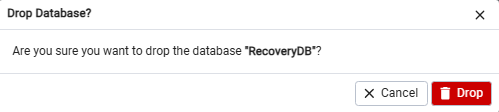 Drop Database?
Are you sure you want to drop the database "RecoveryDB"?
Cancel Drop